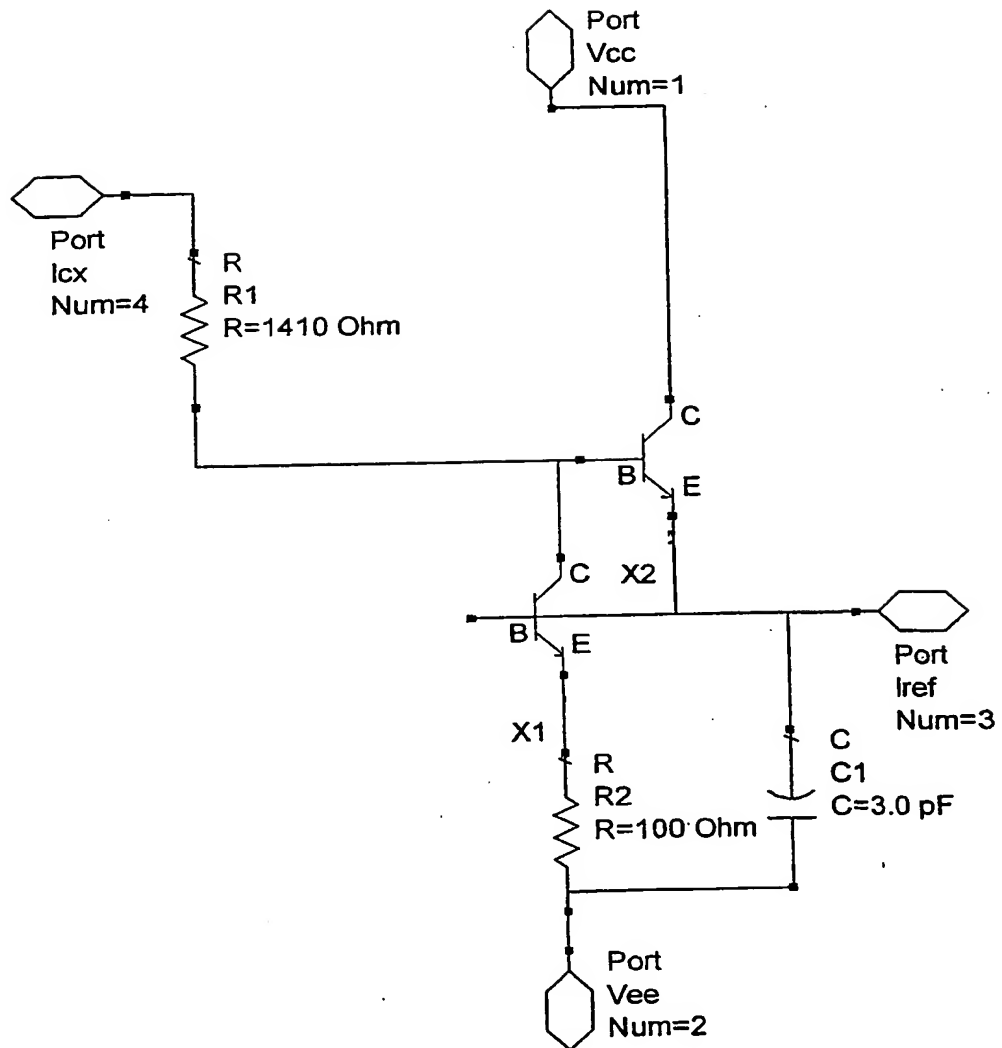 Port
Vcc
Num=1
Port
Icx
Num=4
R
R1
R=1410 Ohm
C
B
E
X2
C
B
E
Port
Iref
Num=3
X1
R
R2
R=100 Ohm
C
C1
C=3.0 pF
Port
Vee
Num=2